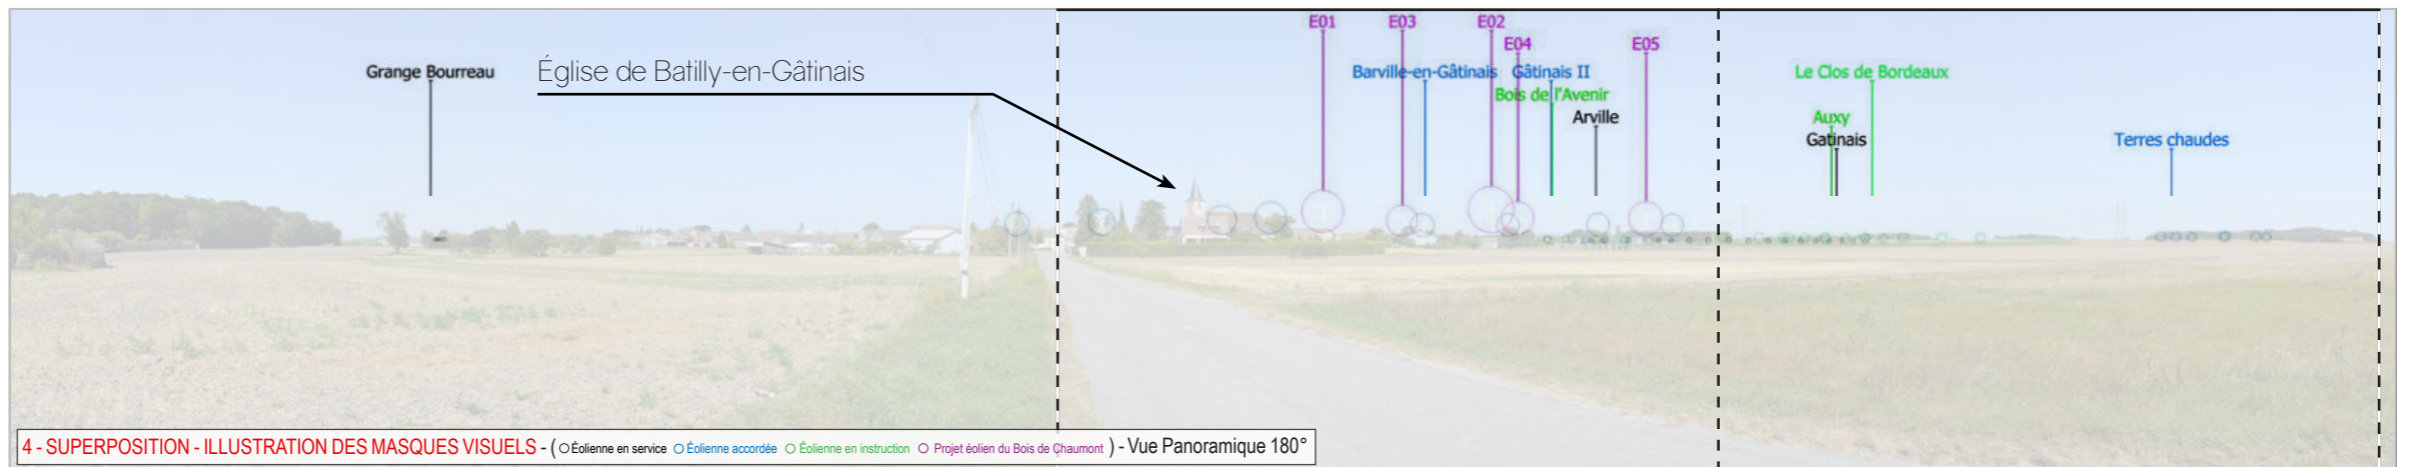 E01
E03
E02
E04
E05
Grange Bourreau
Église de Batilly-en-Gâtinais
Barville-en-Gâtinais
Gâtinais II
Le Clos de Bordeaux
Bois de l'Avenir
Arville
Auxy
Gatinais
Terres chaudes
4 - SUPERPOSITION - ILLUSTRATION DES MASQUES VISUELS - ( Éolienne en service Éolienne accordée Éolienne en instruction Projet éolien du Bois de Chaumont ) - Vue Panoramique 180°